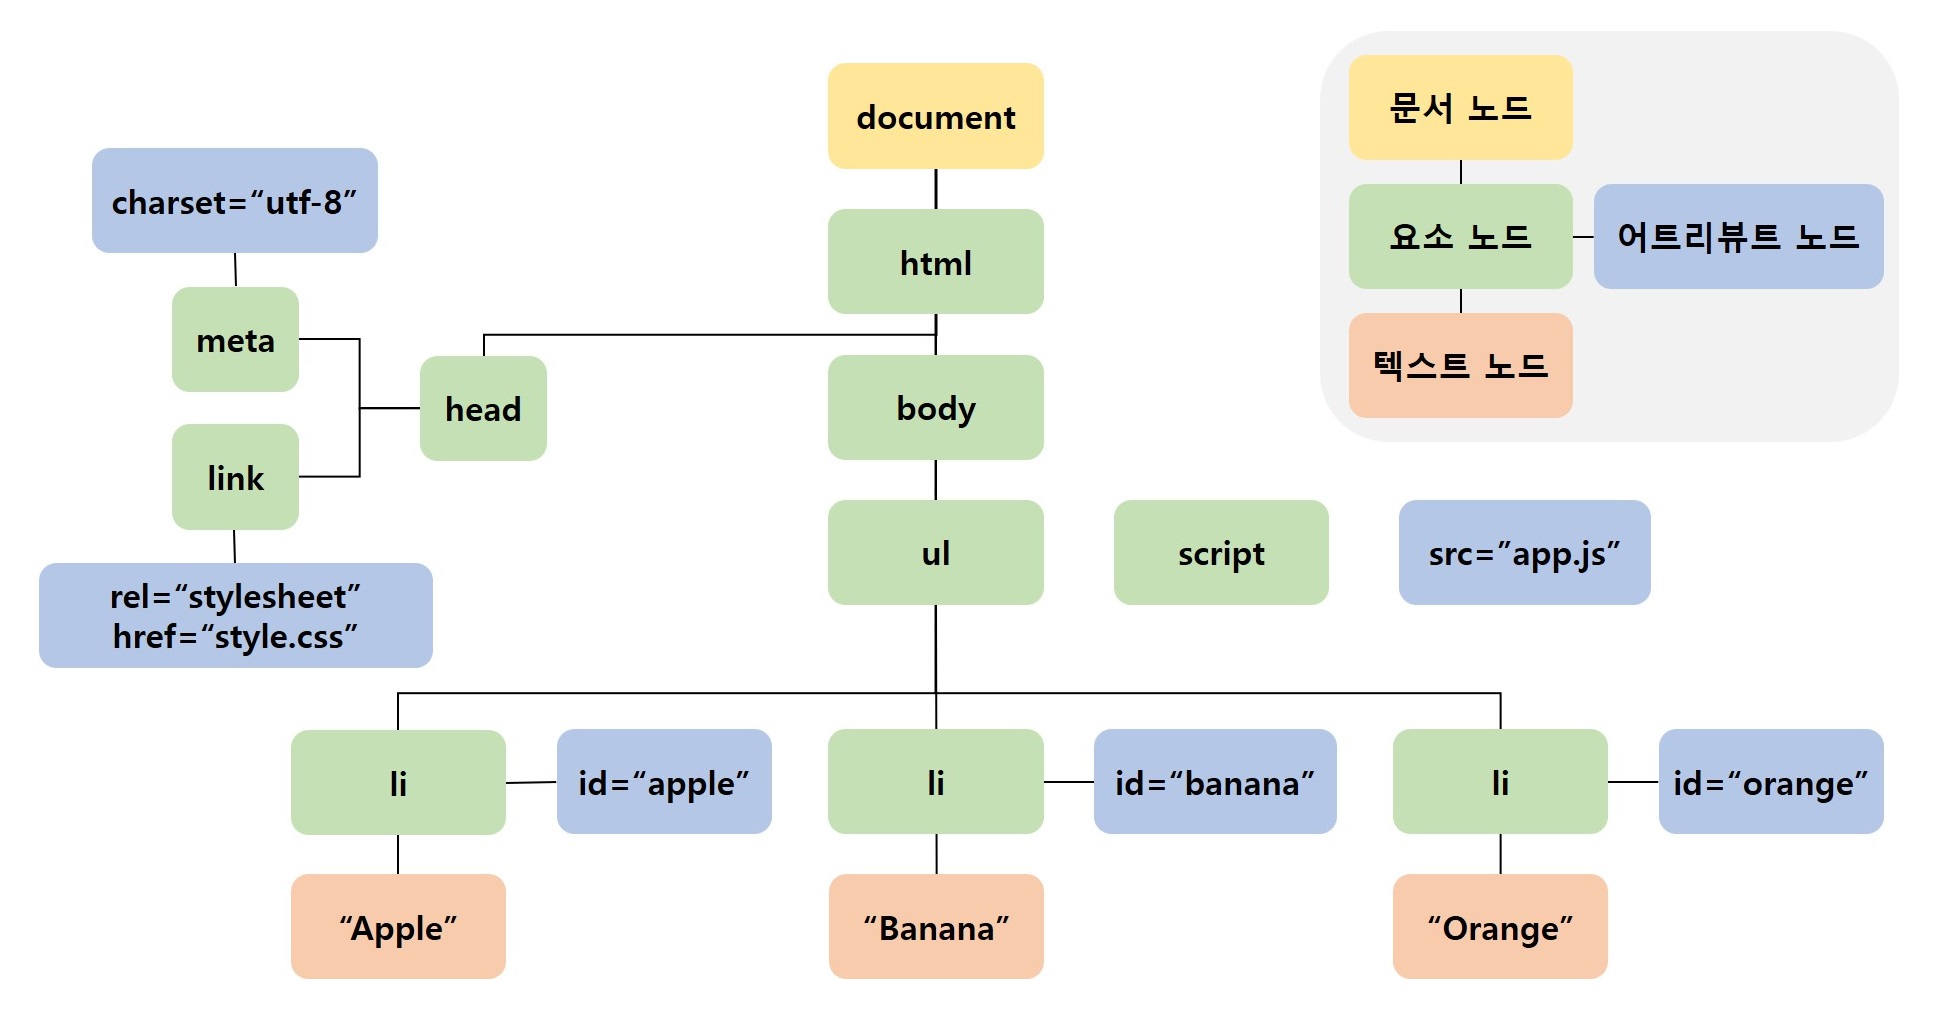 document
문서 노드
charset=“utf-8”
html
요소 노드
어트리뷰트 노드
meta
head
body
텍스트 노드
link
ul
script
src=”app.js”
rel=“stylesheet”
href=“style.css”
li
id=“apple”
li
id=“banana”
li
id=“orange”
“Apple”
“Banana”
“Orange”